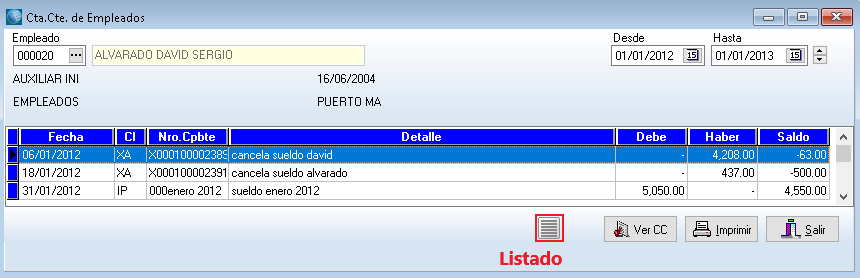 Cta.Cte. de Empleados
Empleado
Desde
Hasta
000020 ... ALVARADO DAVID SERGIO
01/01/2012 15
01/01/2013 15
AUXILIAR INI 16/06/2004
EMPLEADOS PUERTO MA
Fecha Cl Nro.Cpbte Detalle Debe Haber Saldo
06/01/2012 XA X000100002389 cancela sueldo david - 4,208.00 -63.00
18/01/2012 XA X000100002391 cancela sueldo alvarado - 437.00 -500.00
31/01/2012 IP 000enero 2012 sueldo enero 2012 5,050.00 - 4,550.00
Ver CC
Imprimir
Salir
Listado